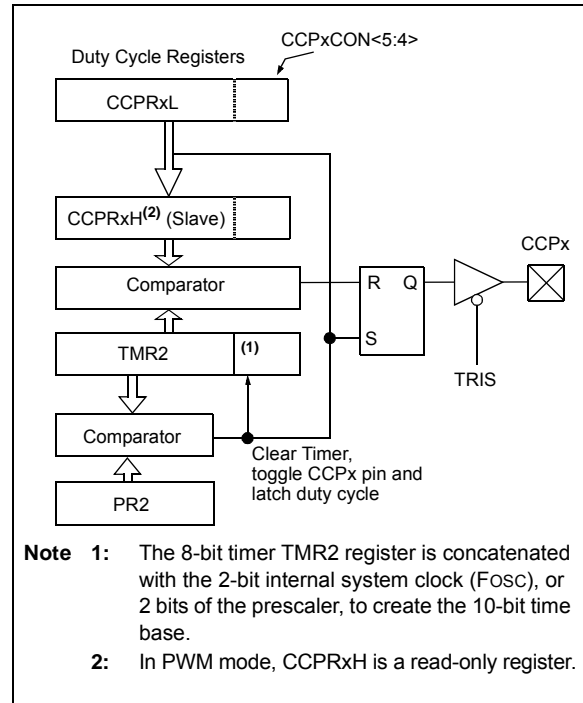 CCPxCON<5:4>
Duty Cycle Registers
CCPRxL
CCPRxH(2) (Slave)
CCPx
Comparator
R Q
S
TMR2 (1)
TRIS
Comparator
Clear Timer,
toggle CCPx pin and
latch duty cycle
PR2
Note 1: The 8-bit timer TMR2 register is concatenated
with the 2-bit internal system clock (FOSC), or
2 bits of the prescaler, to create the 10-bit time
base.
2: In PWM mode, CCPRxH is a read-only register.